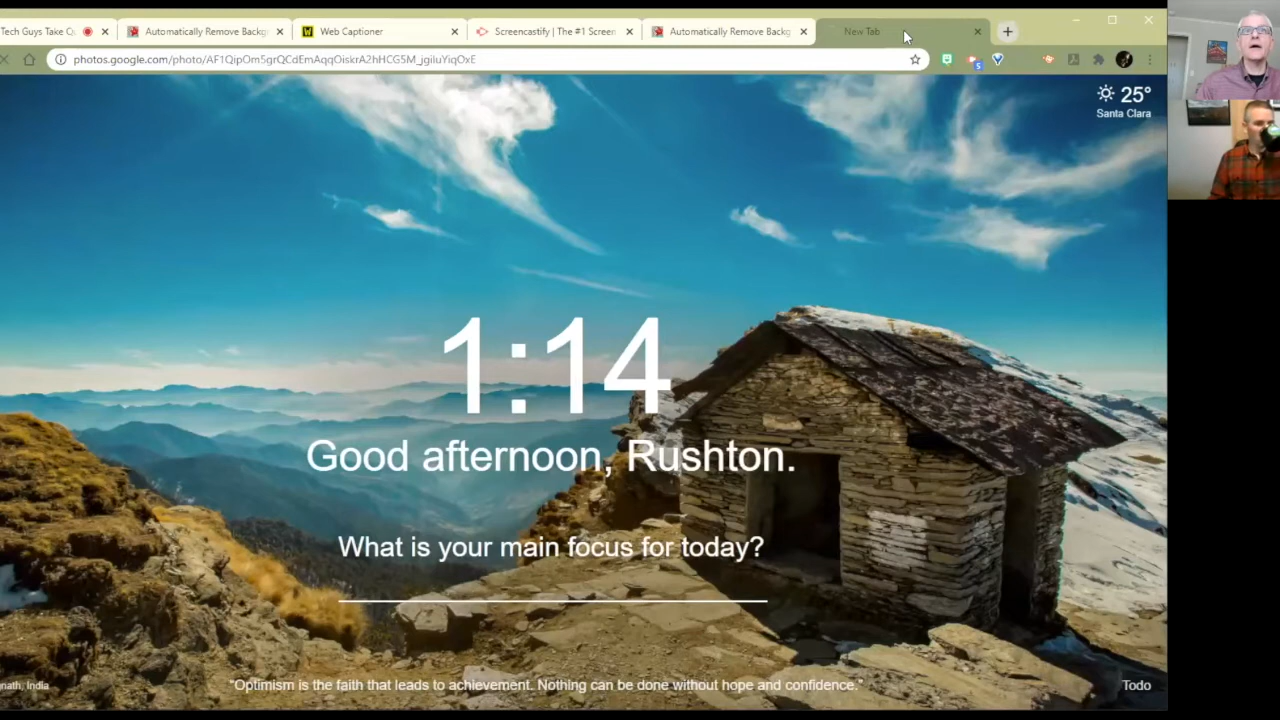 Tech Guys Take Q
Automatically Remove Backg
Web Captioner
Screencastify | The #1 Screen
Automatically Remove Backg
New Tab
photos.google.com/photo/AF1QipOm5grQCdEmAqqOiskrA2hHCG5M_jgiluYiqOxE
5
25°
Santa Clara
1:14
Good afternoon, Rushton.
What is your main focus for today?
nath, India
"Optimism is the faith that leads to achievement. Nothing can be done without hope and confidence."
Todo